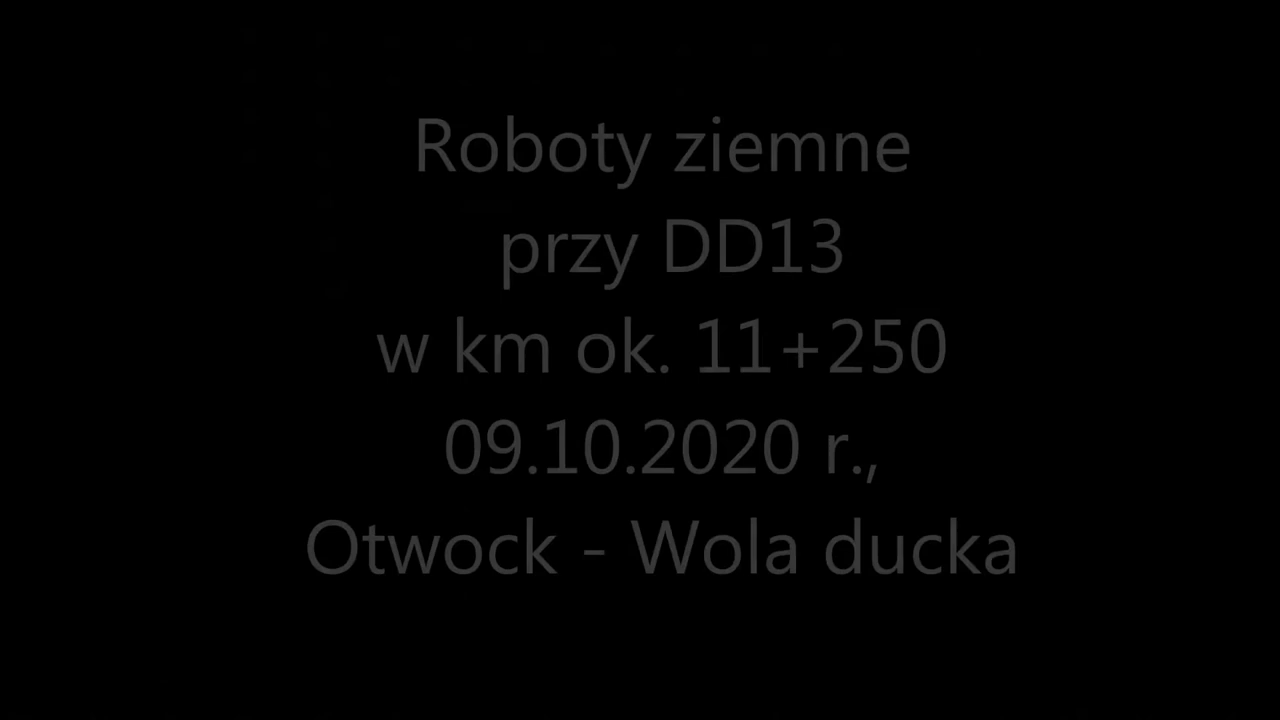 Roboty ziemne
przy DD13
w km ok. 11+250
09.10.2020 r.,
Otwock - Wola ducka